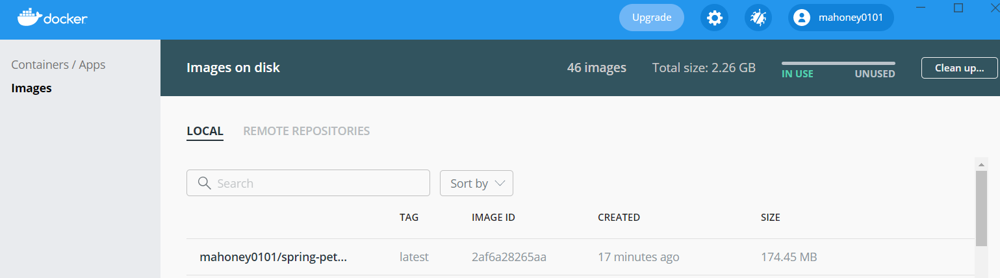 docker
Upgrade
mahoney0101
Containers / Apps
Images
Images on disk
46 images
Total size: 2.26 GB
IN USE
UNUSED
Clean up...
LOCAL
REMOTE REPOSITORIES
Search
Sort by
TAG
IMAGE ID
CREATED
SIZE
mahoney0101/spring-pet...
latest
2af6a28265aa
17 minutes ago
174.45 MB